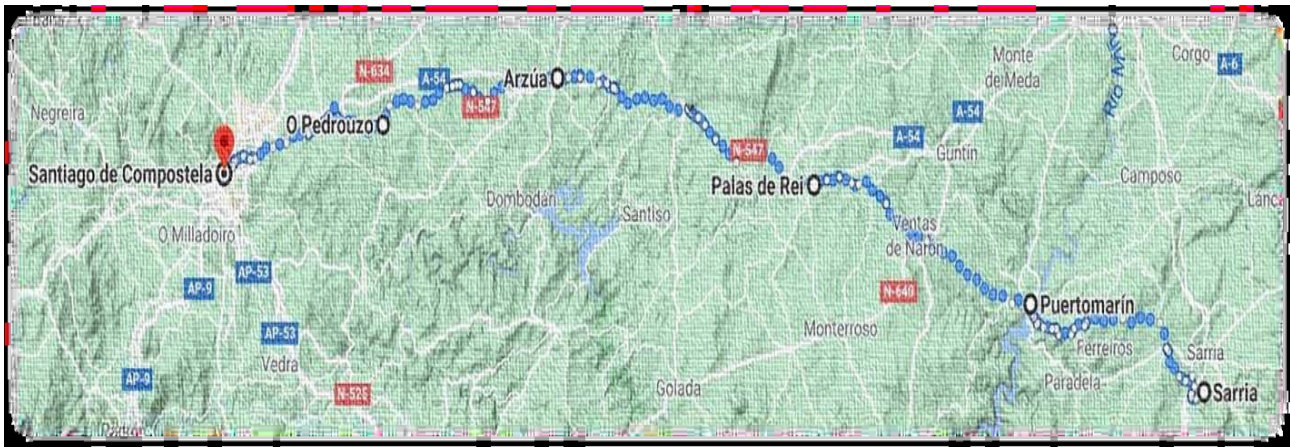 Monte
de Meda
Corgo
A-6
N-634
A-54
Arzúa
RÍO MIÑO
N-547
A-54
Negreira
O Pedrouzo
A-54
Guntín
N-547
Santiago de Compostela
Palas de Rei
Camposo
Dombodán
Santiso
O Milladoiro
Ventas
de Narón
AP-53
AP-9
N-640
Puertomarín
AP-53
Monterroso
Ferreiros
Sarria
Vedra
AP-9
Paradela
N-525
Golada
Sarria